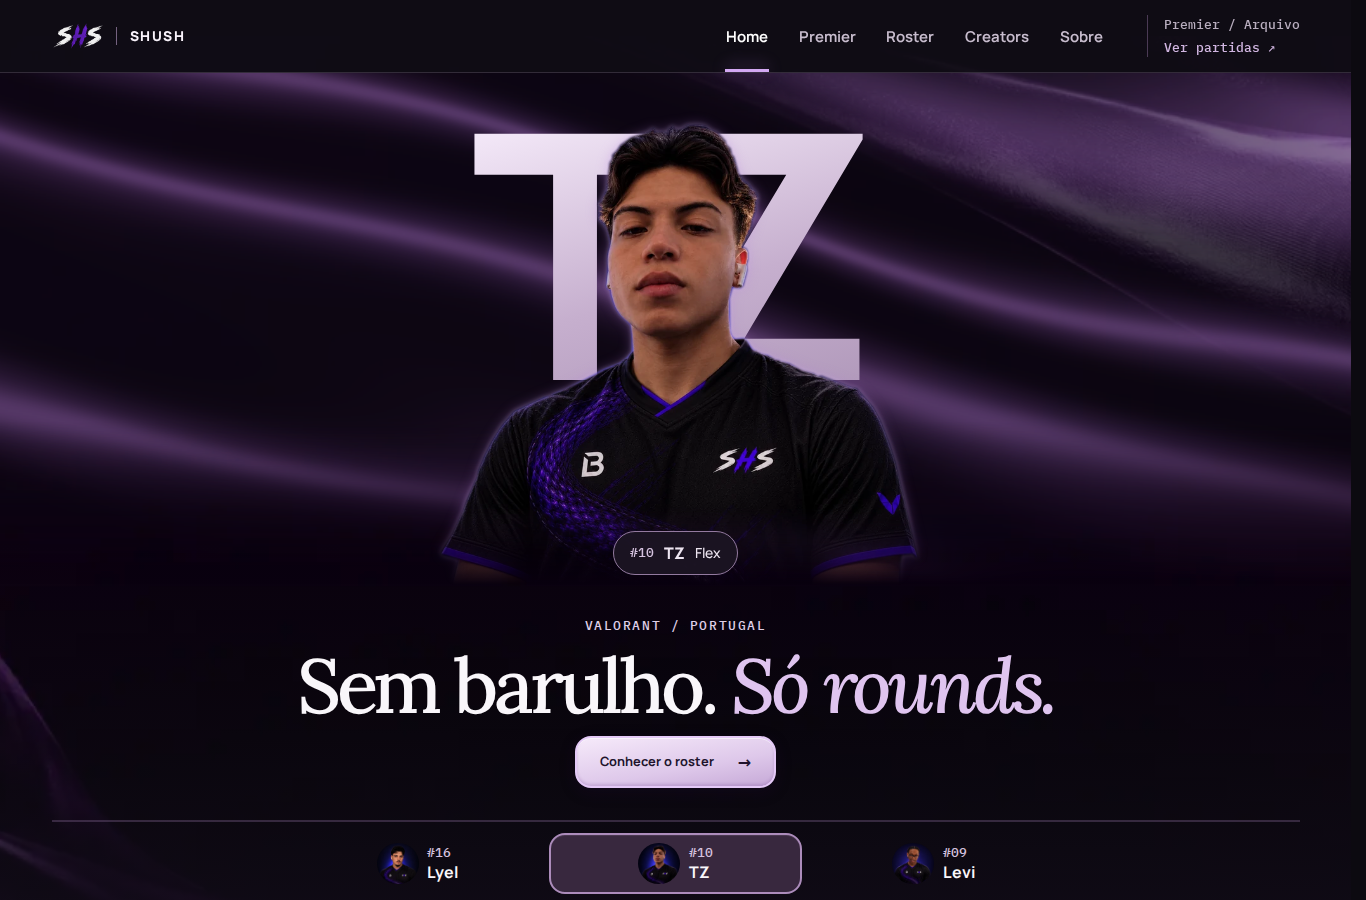 SHS SHUSH
Home Premier Roster Creators Sobre
Premier / Arquivo
Ver partidas ↗
TZ
B SHS
#10 TZ Flex
VALORANT / PORTUGAL
Sem barulho. Só rounds.
Conhecer o roster →
#16
Lyel
#10
TZ
#09
Levi